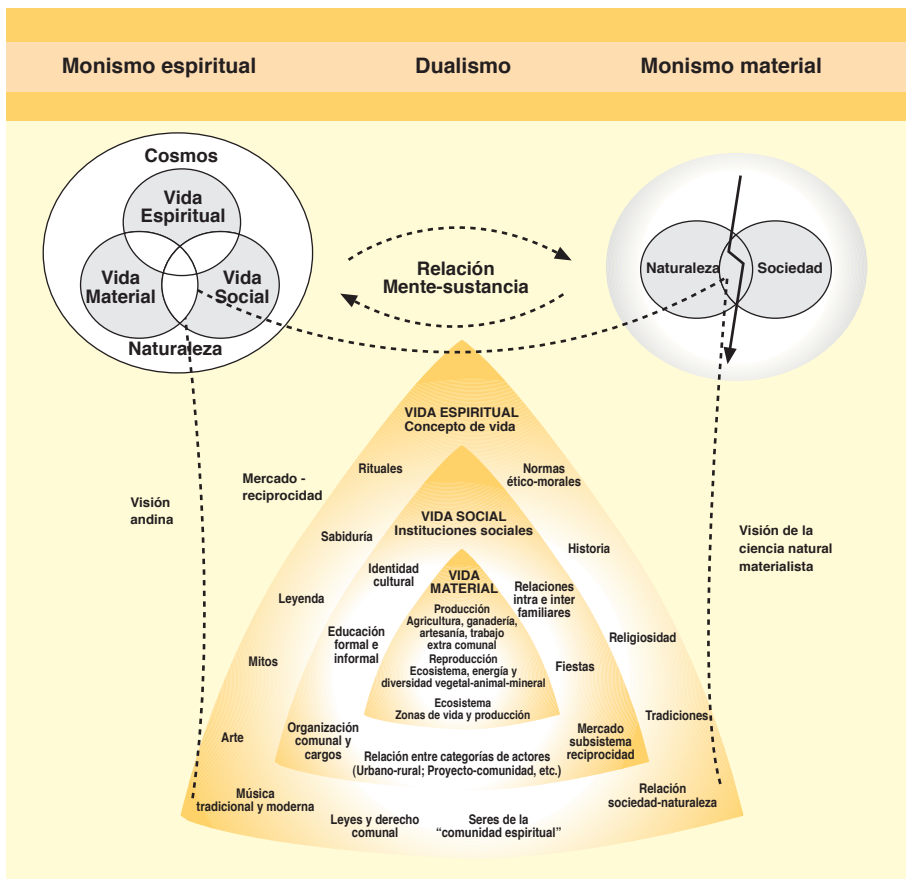 Monismo espiritual
Dualismo
Monismo material
Cosmos
Vida
Espiritual
Vida
Material
Vida
Social
Naturaleza
Relación
Mente-sustancia
Naturaleza
Sociedad
VIDA ESPIRITUAL
Concepto de vida
Rituales
Normas
ético-morales
Mercado -
reciprocidad
Visión
andina
VIDA SOCIAL
Instituciones sociales
Sabiduría
Historia
Visión de la
ciencia natural
materialista
Identidad
cultural
VIDA
MATERIAL
Relaciones
intra e inter
familiares
Leyenda
Producción
Agricultura, ganadería,
artesanía, trabajo
extra comunal
Educación
formal e
informal
Religiosidad
Mitos
Reproducción
Ecosistema, energía y
diversidad vegetal-animal-mineral
Fiestas
Ecosistema
Zonas de vida y producción
Tradiciones
Arte
Organización
comunal y
cargos
Mercado
subsistema
reciprocidad
Relación entre categorías de actores
(Urbano-rural; Proyecto-comunidad, etc.)
Música
tradicional y moderna
Relación
sociedad-naturaleza
Leyes y derecho
comunal
Seres de la
“comunidad espiritual”